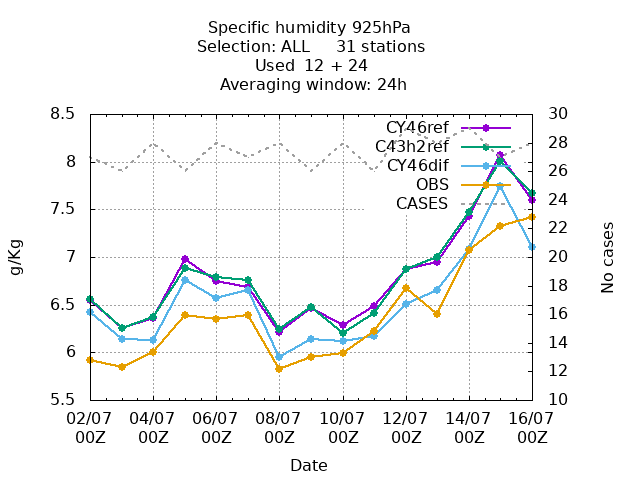 Specific humidity 925hPa
Selection: ALL     31 stations
Used  12 + 24
Averaging window: 24h
8.5
8
7.5
7
6.5
6
5.5
g/Kg
30
28
26
24
22
20
18
16
14
12
10
No cases
CY46ref
C43h2ref
CY46dif
OBS
CASES
02/07 04/07 06/07 08/07 10/07 12/07 14/07 16/07
00Z 00Z 00Z 00Z 00Z 00Z 00Z 00Z
Date